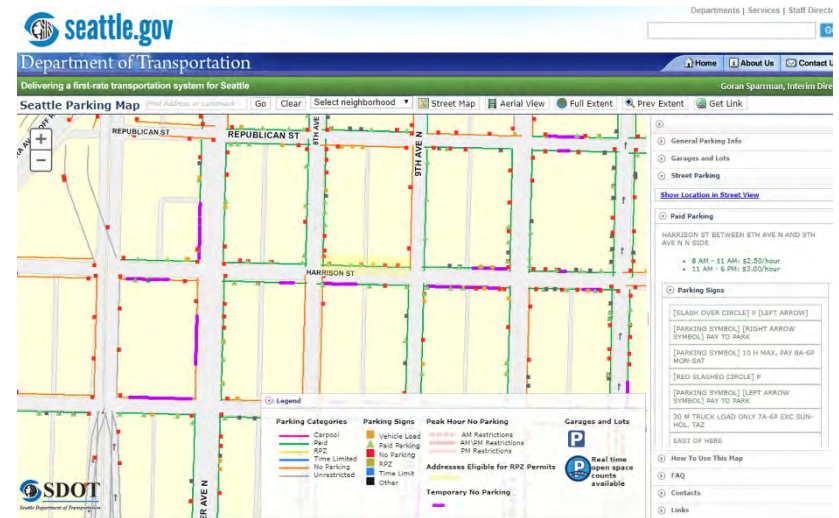 Departments | Services | Staff Directo
seattle.gov
Go
Department of Transportation
Home
About Us
Contact U
Delivering a first-rate transportation system for Seattle
Goran Sparrman, Interim Dire
Seattle Parking Map
Find Address or Landmark
Go
Clear
Select neighborhood
Street Map
Aerial View
Full Extent
Prev Extent
Get Link
+
−
REPUBLICAN ST
REPUBLICAN ST
8TH AVE
9TH AVE N
HARRISON ST
ER AVE N
General Parking Info
Garages and Lots
Street Parking
Show Location in Street View
Paid Parking
HARRISON ST BETWEEN 8TH AVE N AND 9TH
AVE N N SIDE
8 AM - 11 AM: $2.50/hour
11 AM - 6 PM: $3.00/hour
Parking Signs
[SLASH OVER CIRCLE] P [LEFT ARROW]
[PARKING SYMBOL] [RIGHT ARROW
SYMBOL] PAY TO PARK
[PARKING SYMBOL] 10 H MAX, PAY 8A-6P
MON-SAT
[RED SLASHED CIRCLE] P
[PARKING SYMBOL] [LEFT ARROW
SYMBOL] PAY TO PARK
30 M TRUCK LOAD ONLY 7A-6P EXC SUN-
HOL, TAZ
EAST OF HERE
How To Use This Map
FAQ
Contacts
Links
Legend
Parking Categories
Carpool
Paid
RPZ
Time Limited
No Parking
Unrestricted
Parking Signs
Vehicle Load
Paid Parking
No Parking
RPZ
Time Limit
Other
Peak Hour No Parking
AM Restrictions
AM\PM Restrictions
PM Restrictions
Addresses Eligible for RPZ Permits
Temporary No Parking
Garages and Lots
P
Real time
open space
counts
available
SDOT
Seattle Department of Transportation